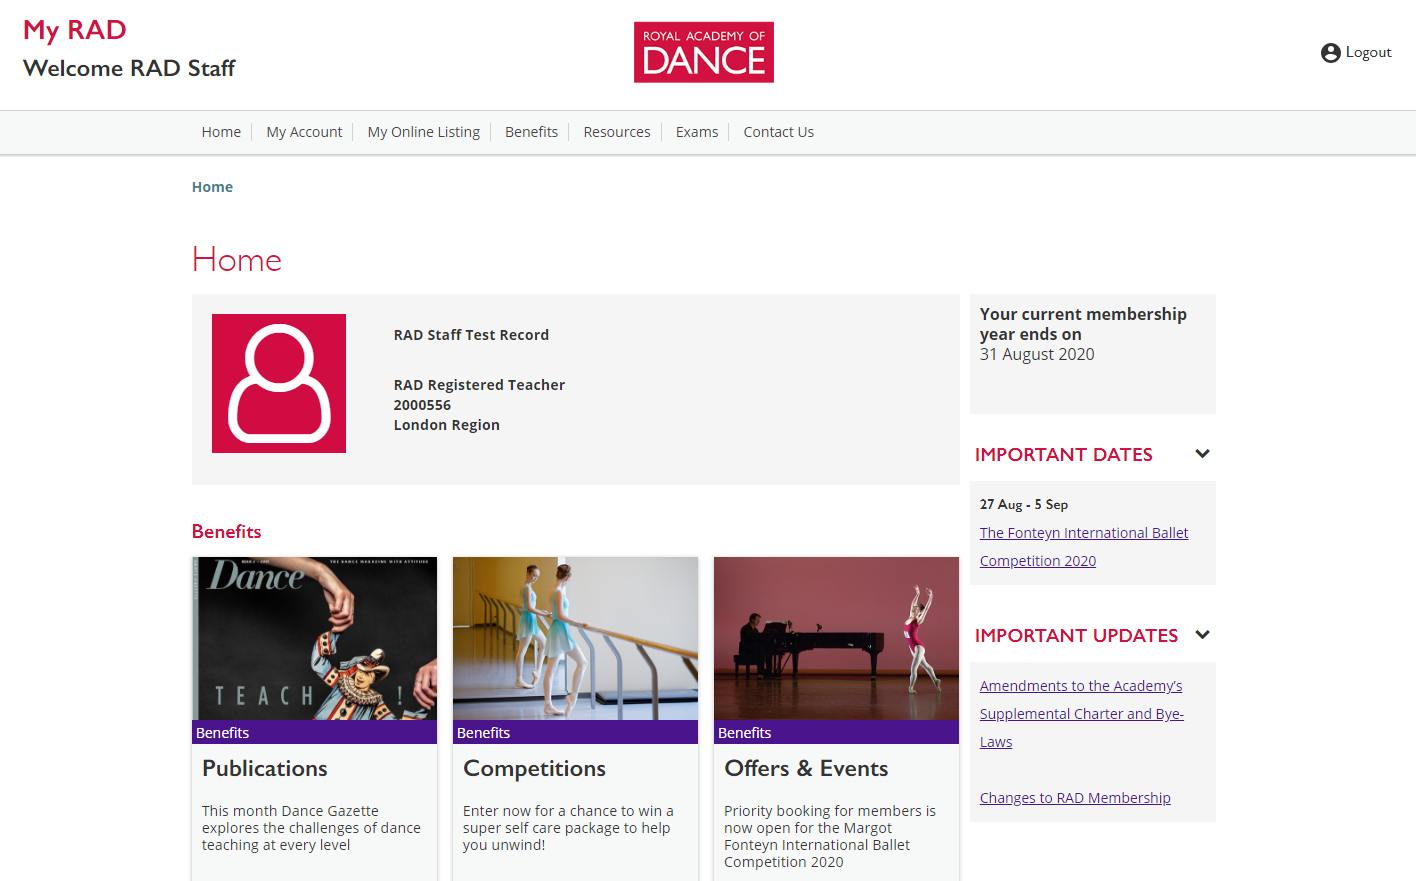 My RAD
Welcome RAD Staff
ROYAL ACADEMY OF
DANCE
Logout
Home
My Account
My Online Listing
Benefits
Resources
Exams
Contact Us
Home
Home
RAD Staff Test Record
RAD Registered Teacher
2000556
London Region
Your current membership
year ends on
31 August 2020
IMPORTANT DATES
27 Aug - 5 Sep
The Fonteyn International Ballet
Competition 2020
IMPORTANT UPDATES
Amendments to the Academy's
Supplemental Charter and Bye-
Laws
Changes to RAD Membership
Benefits
Dance
THE DANCE MAGAZINE WITH ATTITUDE
TEACH !
Benefits
Publications
This month Dance Gazette
explores the challenges of dance
teaching at every level
Benefits
Competitions
Enter now for a chance to win a
super self care package to help
you unwind!
Benefits
Offers & Events
Priority booking for members is
now open for the Margot
Fonteyn International Ballet
Competition 2020